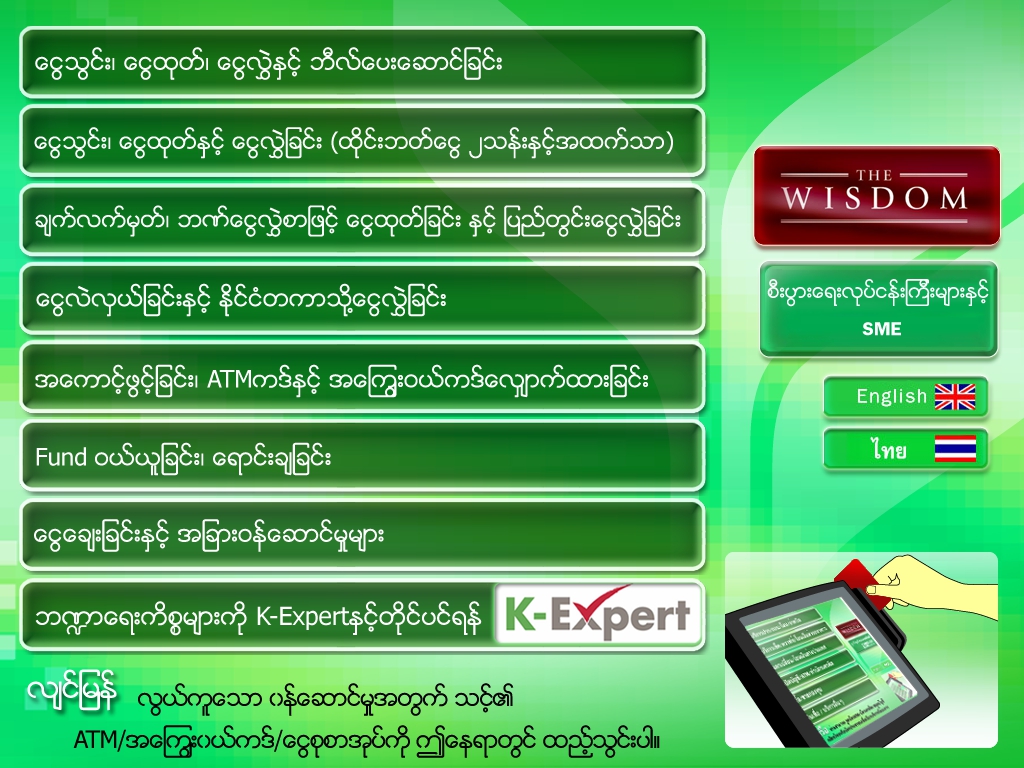 ငွေသွင်း၊ ငွေထုတ်၊ ငွေလွှဲနှင့် ဘီလ်ပေးဆောင်ခြင်း
ငွေသွင်း၊ ငွေထုတ်နှင့် ငွေလွှဲခြင်း (ထိုင်းဘတ်ငွေ ၂သန်းနှင့်အထက်သာ)
ချက်လက်မှတ်၊ ဘဏ်ငွေလွှဲစာဖြင့် ငွေထုတ်ခြင်း နှင့် ပြည်တွင်းငွေလွှဲခြင်း
ငွေလဲလှယ်ခြင်းနှင့် နိုင်ငံတကာသို့ငွေလွှဲခြင်း
အကောင့်ဖွင့်ခြင်း၊ ATMကဒ်နှင့် အကြွေးဝယ်ကဒ်လျှောက်ထားခြင်း
Fund ဝယ်ယူခြင်း၊ ရောင်းချခြင်း
ငွေချေးခြင်းနှင့် အခြားဝန်ဆောင်မှုများ
ဘဏ္ဍာရေးကိစ္စများကို K-Expertနှင့်တိုင်ပင်ရန်
K-Expert
THE
WISDOM
စီးပွားရေးလုပ်ငန်းကြီးများနှင့်
SME
English
ไทย
လျင်မြန် လွယ်ကူသော ၀န်ဆောင်မှုအတွက် သင့်၏
ATM/အကြွေး၀ယ်ကဒ်/ငွေစုစာအုပ်ကို ဤနေရာတွင် ထည့်သွင်းပါ။